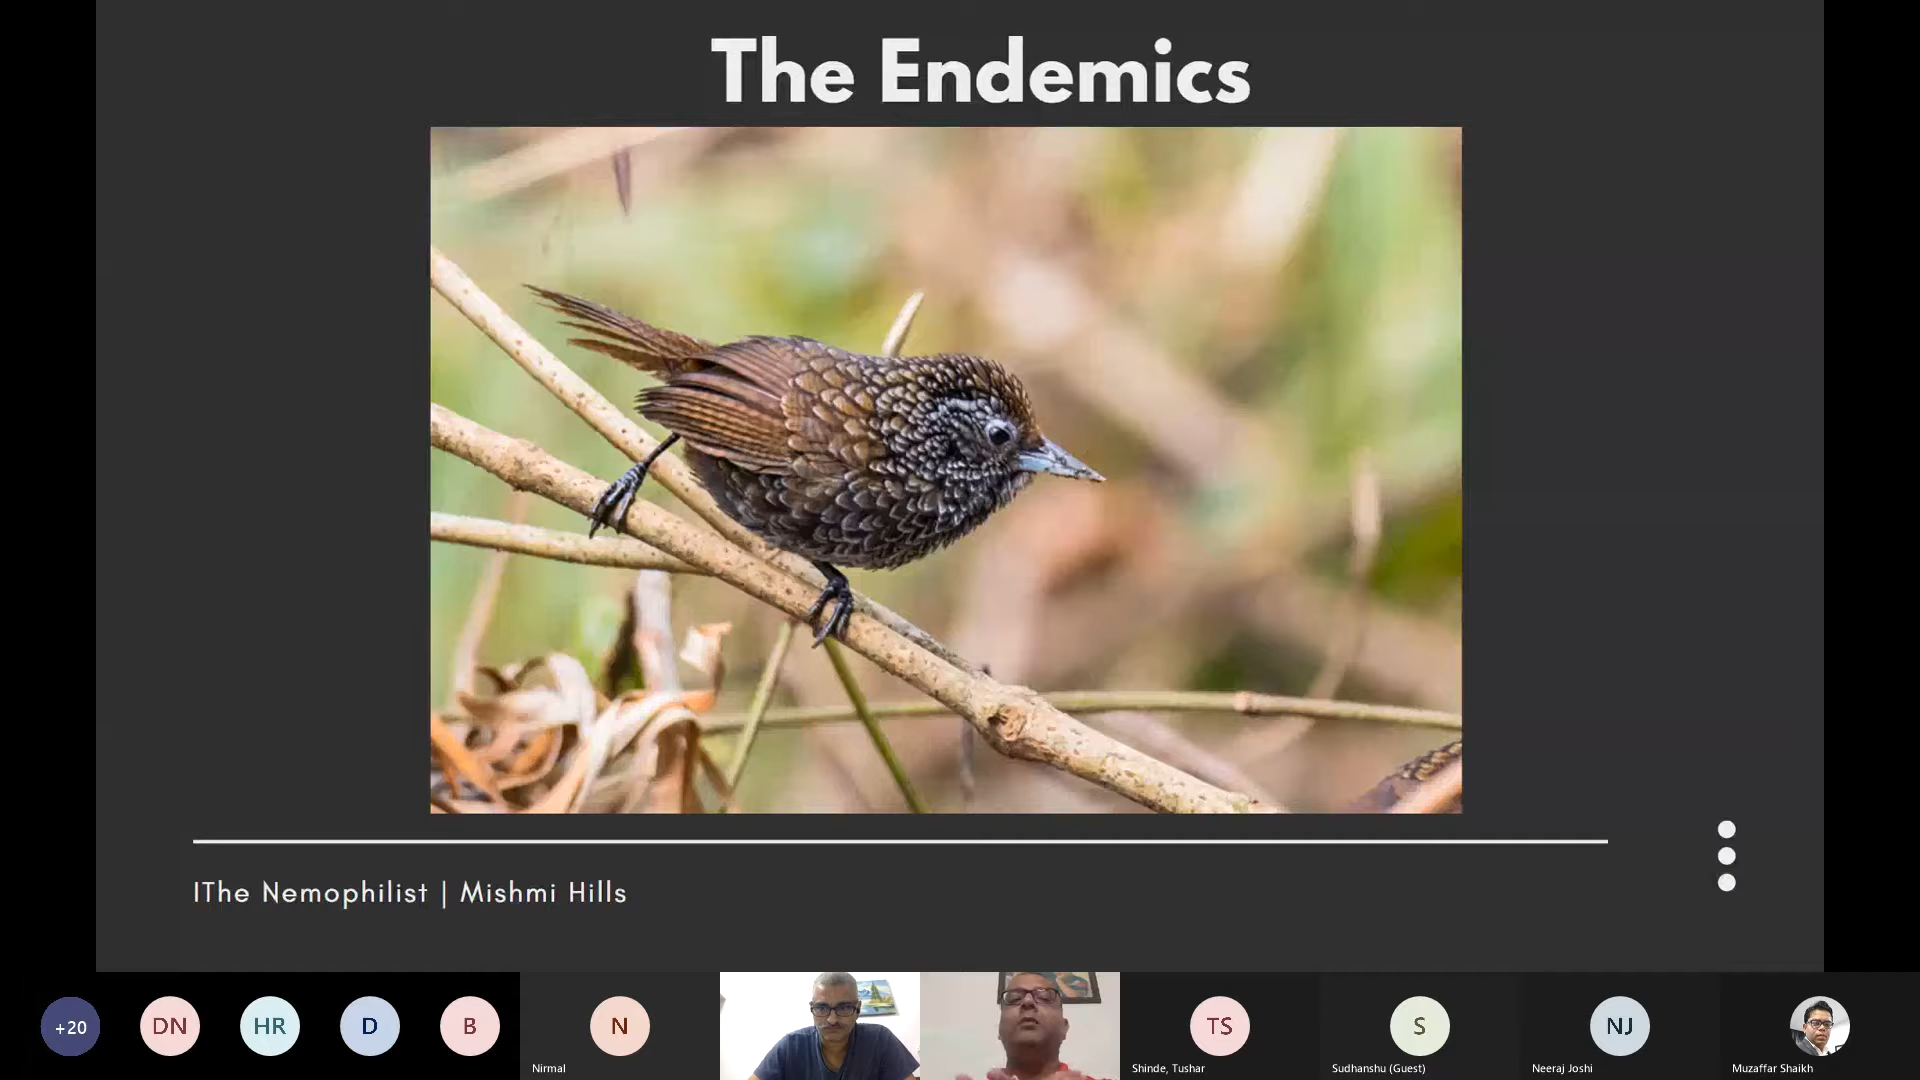 The Endemics
IThe Nemophilist | Mishmi Hills
+20
DN
HR
D
B
N
TS
S
NJ
Nirmal
Shinde, Tushar
Sudhanshu (Guest)
Neeraj Joshi
Muzaffar Shaikh